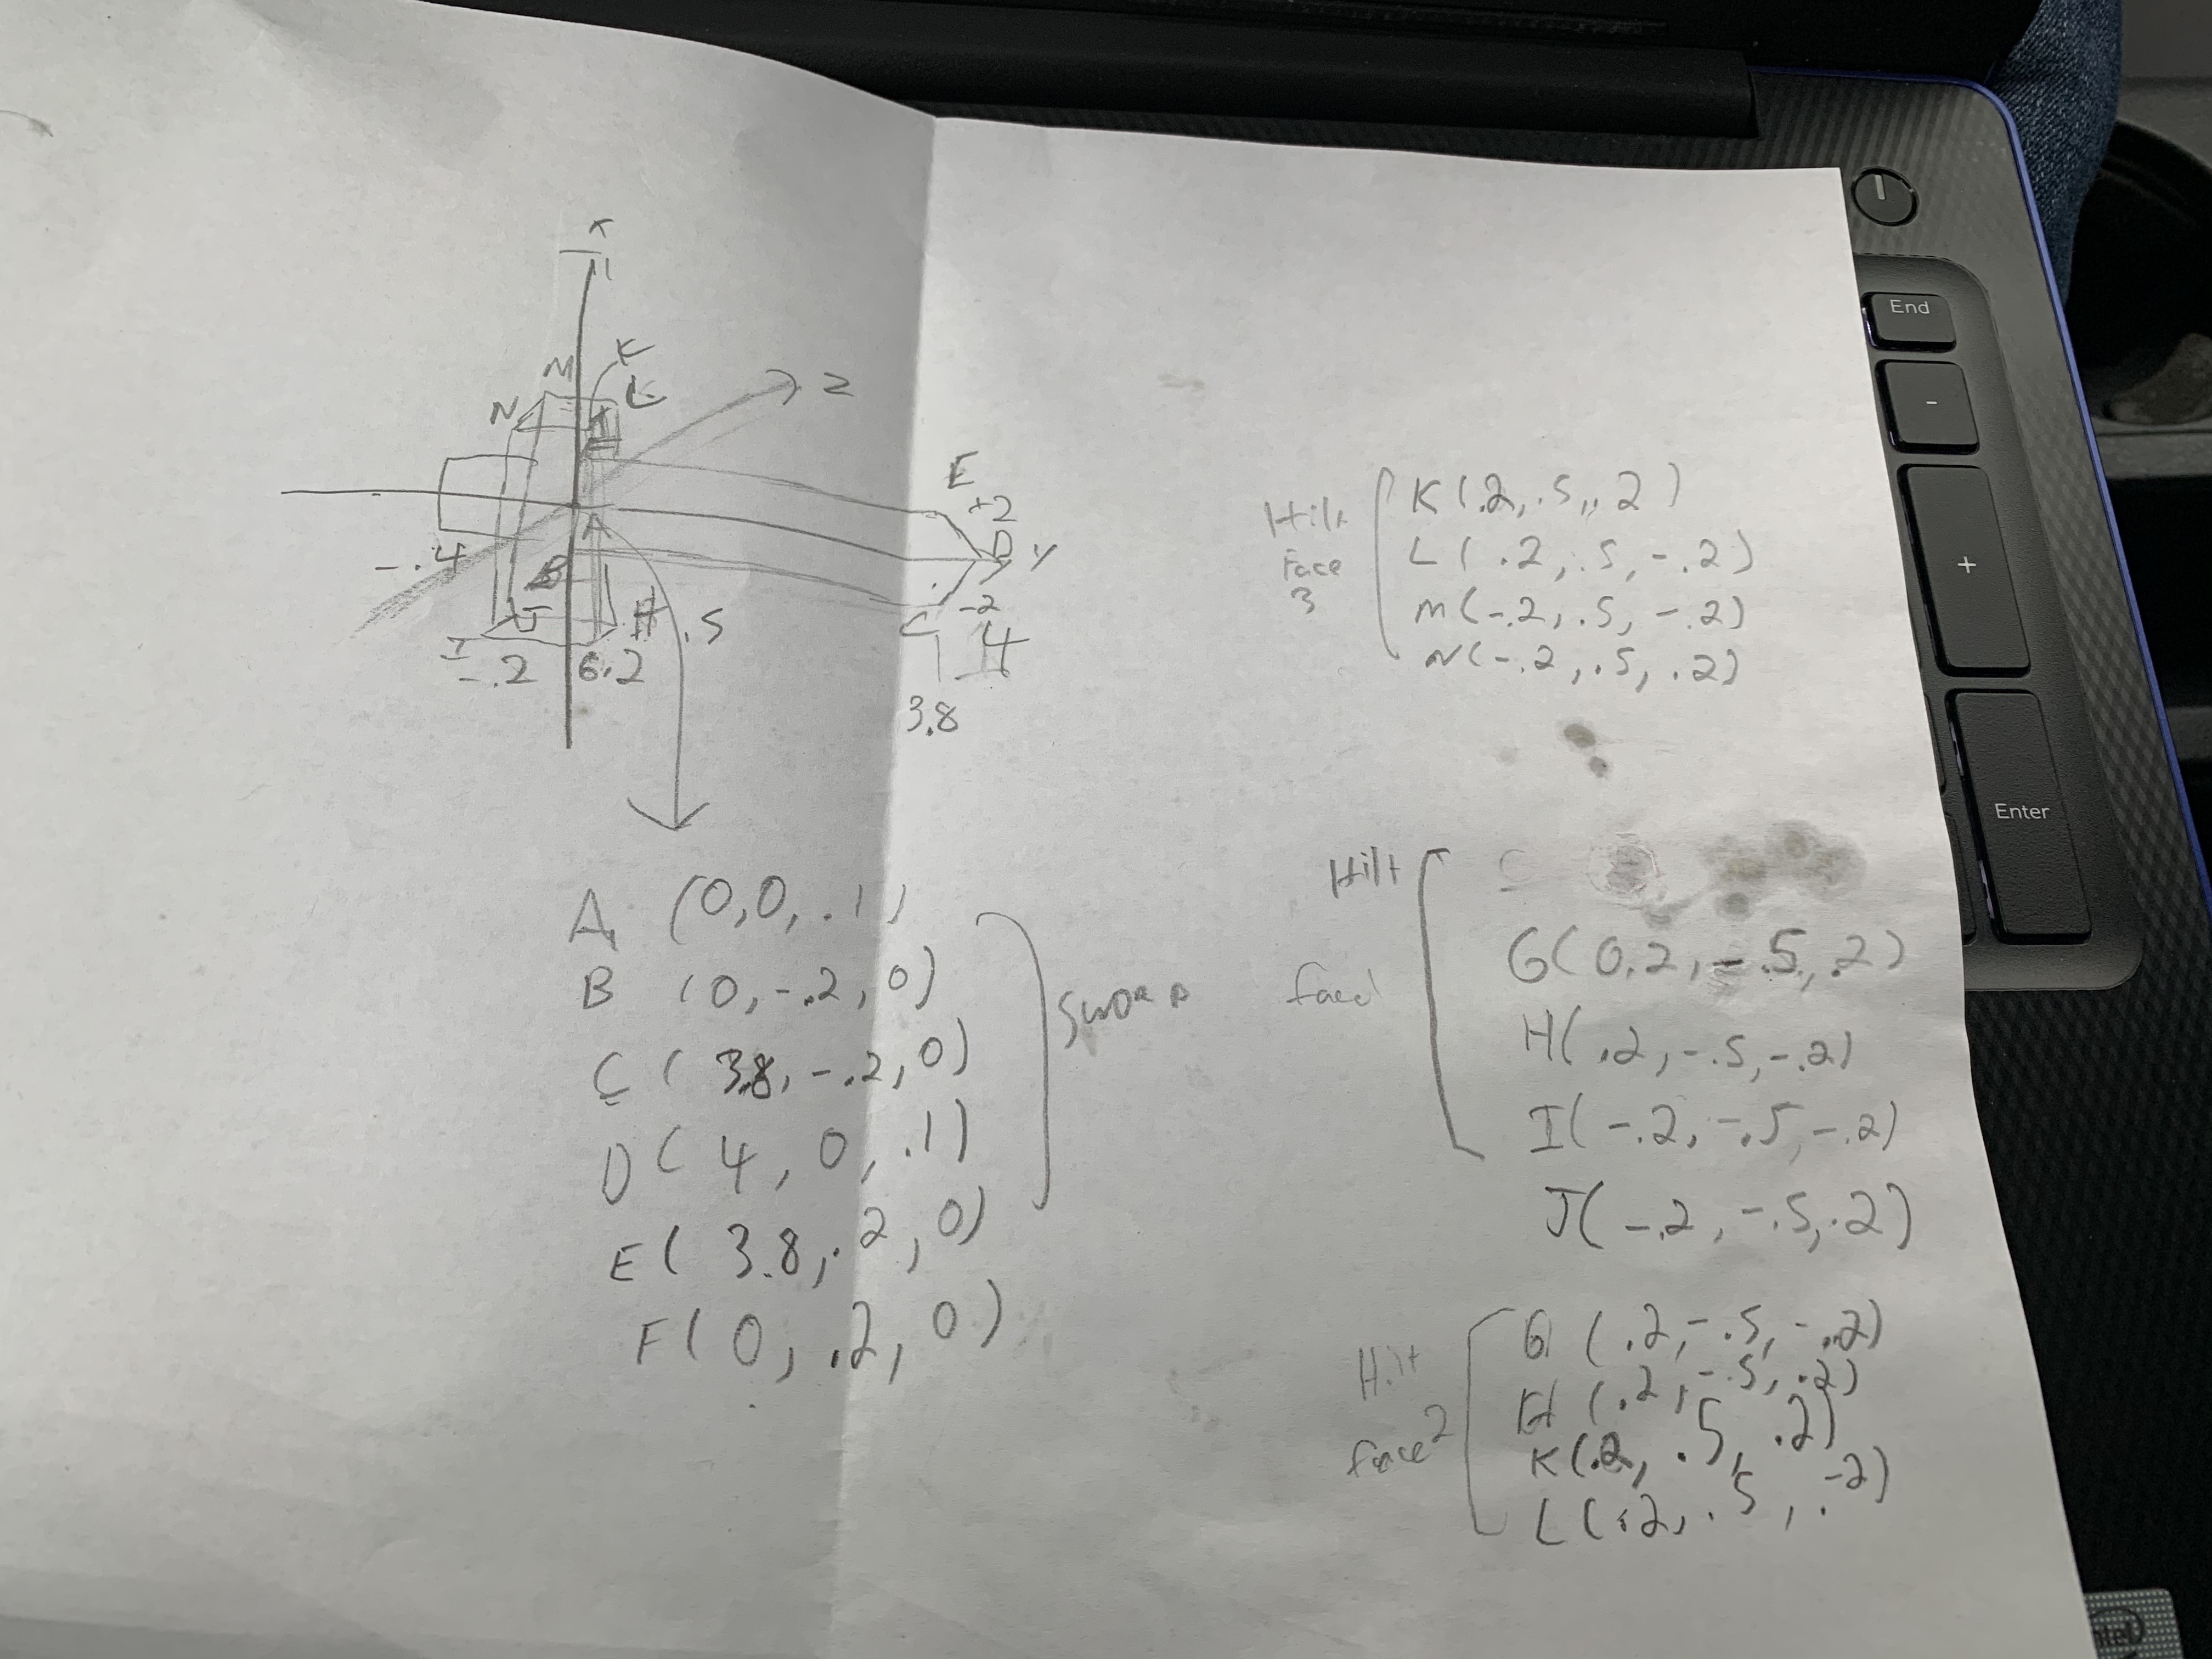 x
M
K
N
L
Z
E
+2
D
y
-.4
B
J
H
.5
C
-2
I
-.2
G.2
4
3.8
A (0,0, .1)
B (0,-.2,0)
C ( 3.8,-.2,0)
D ( 4, 0, .1)
E ( 3.8, .2, 0)
F ( 0, .2, 0)
SWORD
Hilt
Face
3
K(.2, .5, .2)
L( .2, .5, -.2)
M(-.2, .5, -.2)
N(-.2, .5, .2)
Hilt
face
G(0.2, -.5, .2)
H( .2, -.5, -.2)
I( -.2, -.5, -.2)
J( -.2, -.5, .2)
Hilt
face 2
G (.2, -.5, -.2)
H (.2, -.5, .2)
K(.2, .5, .2)
L (.2, .5, .-2)
End
-
+
Enter